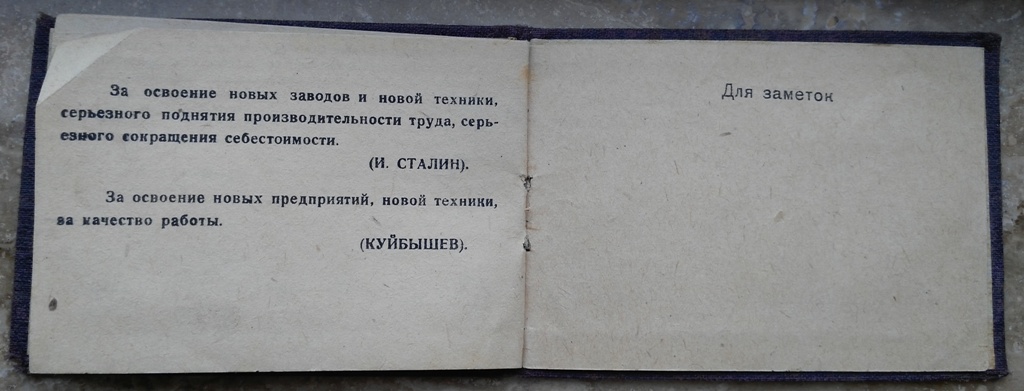 За освоение новых заводов и новой техники,
серьезного поднятия производительности труда, серь-
езного сокращения себестоимости.
(И. СТАЛИН).
За освоение новых предприятий, новой техники,
за качество работы.
(КУЙБЫШЕВ).
Для заметок